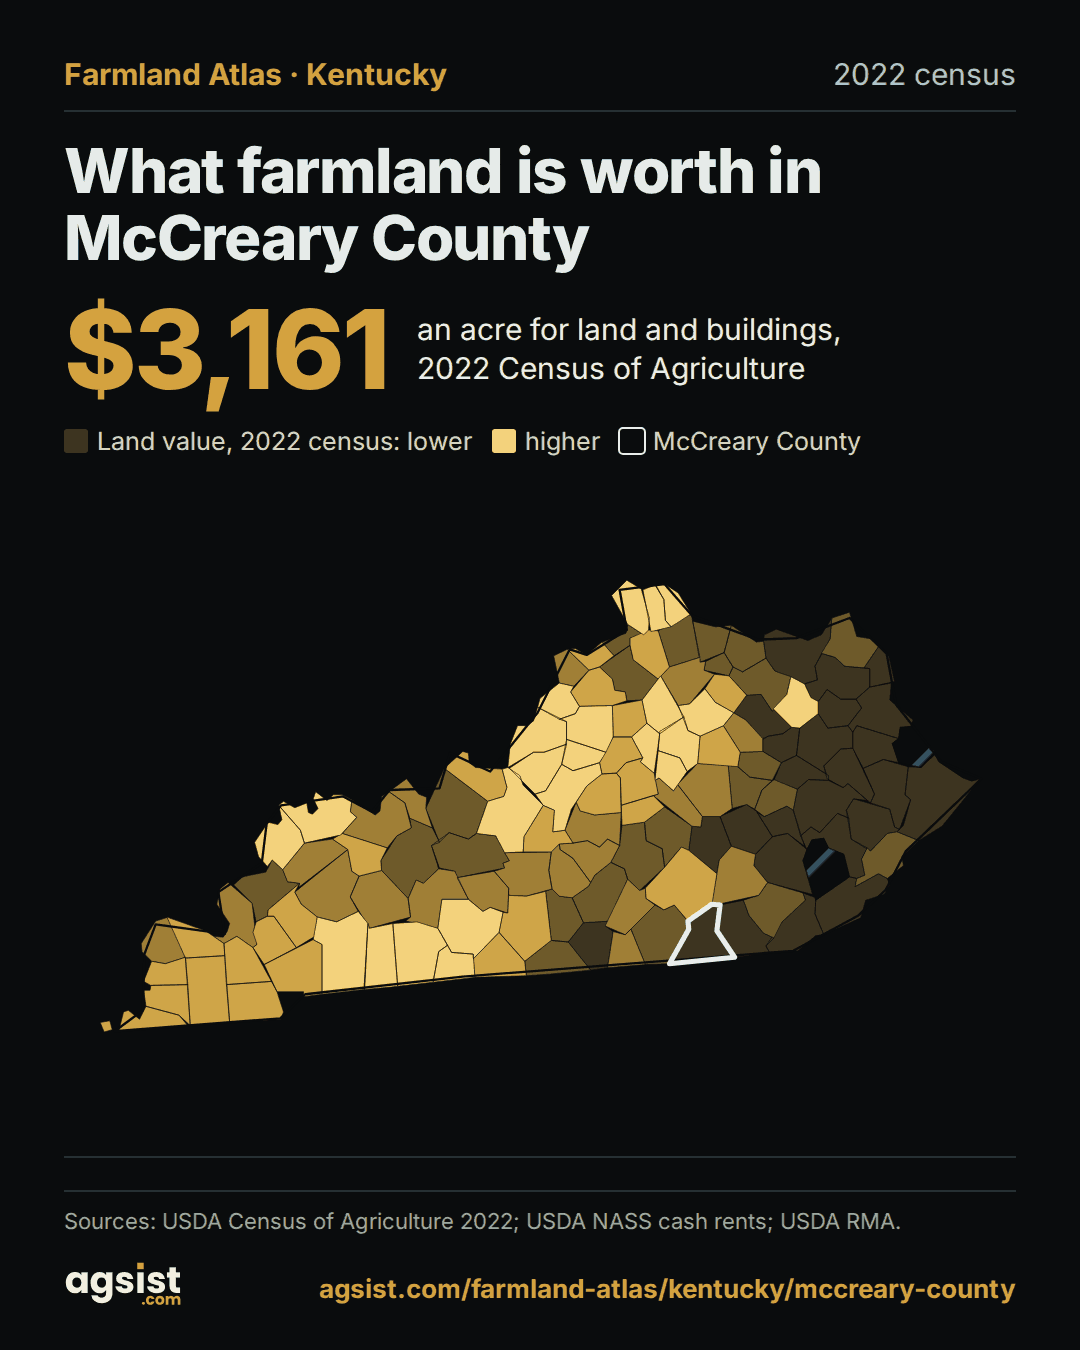 Farmland Atlas · Kentucky
2022 census
What farmland is worth in
McCreary County
$3,161
an acre for land and buildings,
2022 Census of Agriculture
Land value, 2022 census: lower
higher
McCreary County
Sources: USDA Census of Agriculture 2022; USDA NASS cash rents; USDA RMA.
agsist
.com
agsist.com/farmland-atlas/kentucky/mccreary-county